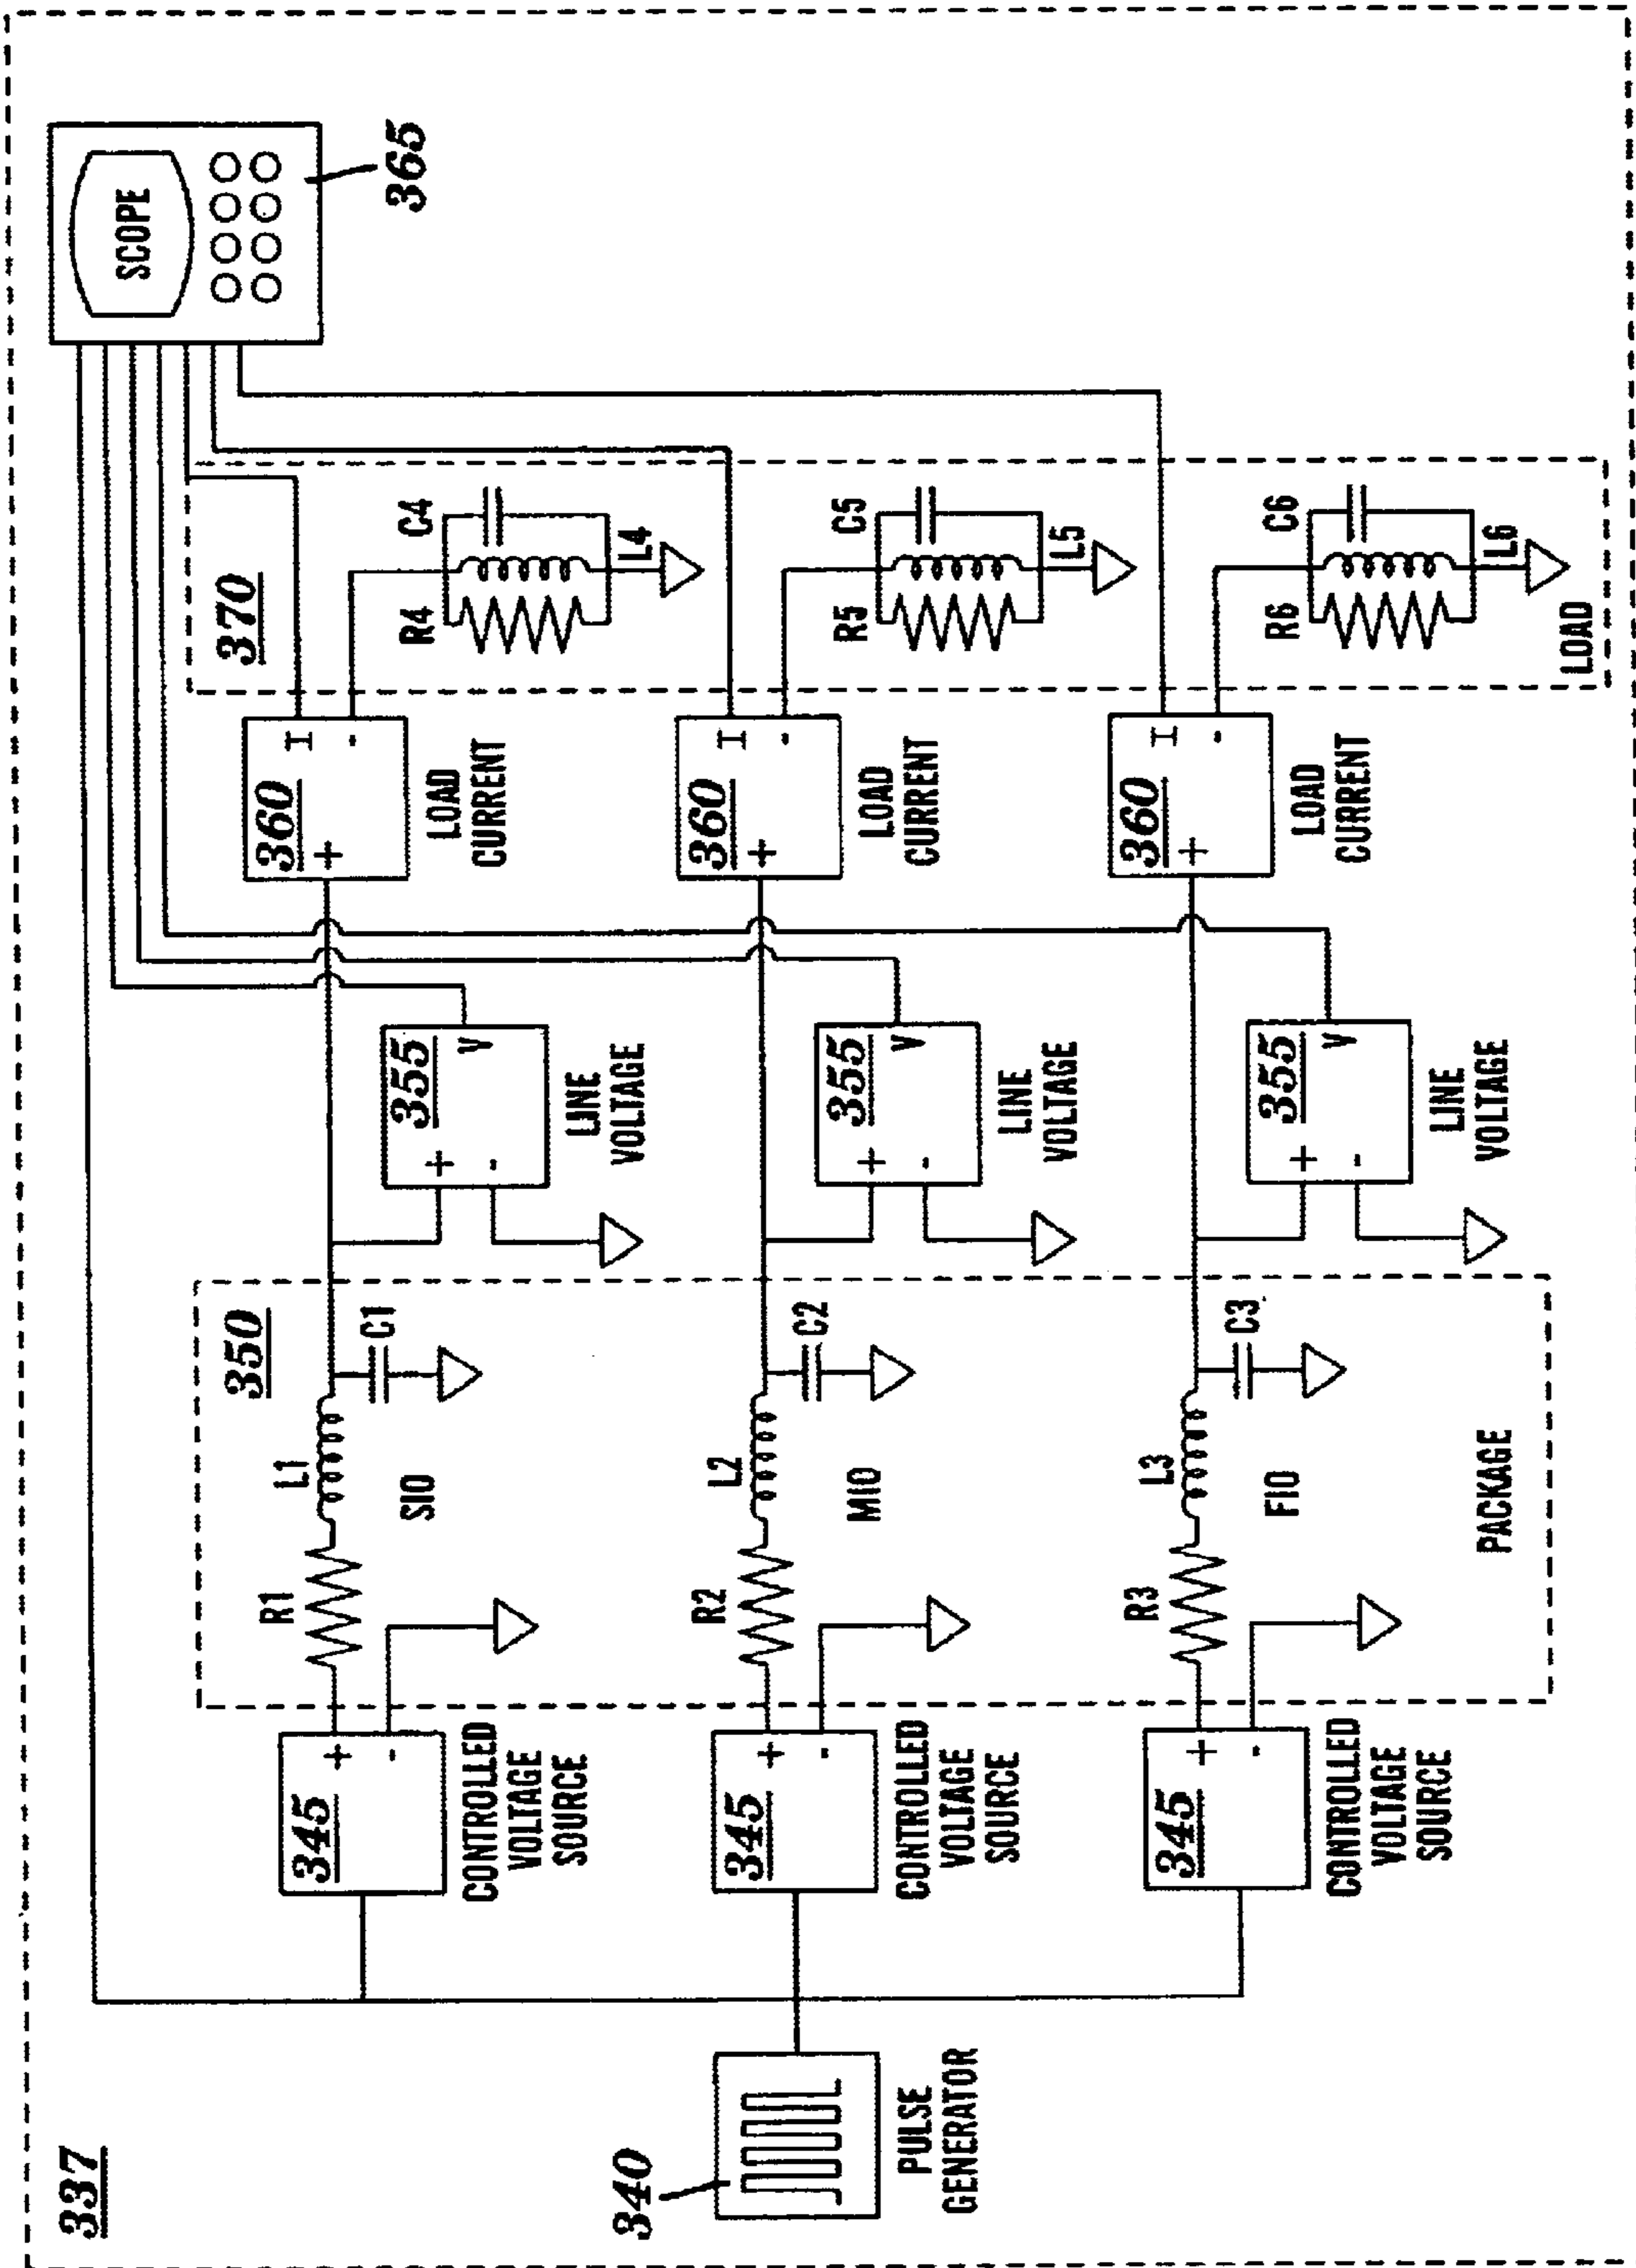 337
340
PULSE
GENERATOR
345
+
-
CONTROLLED
VOLTAGE
SOURCE
345
+
-
CONTROLLED
VOLTAGE
SOURCE
345
+
-
CONTROLLED
VOLTAGE
SOURCE
350
R1
L1
C1
SIO
R2
L2
C2
MIO
R3
L3
C3
FIO
PACKAGE
355
+
-
V
LINE
VOLTAGE
355
+
-
V
LINE
VOLTAGE
355
+
-
V
LINE
VOLTAGE
360
+
I
-
LOAD
CURRENT
360
+
I
-
LOAD
CURRENT
360
+
I
-
LOAD
CURRENT
370
R4
C4
L4
R5
C5
L5
R6
C6
L6
LOAD
SCOPE
365